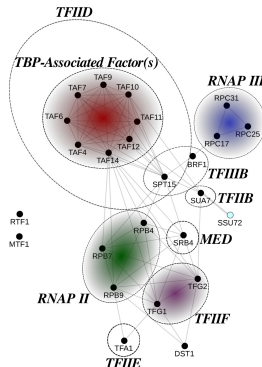 TFIID
TBP-Associated Factor(s)
TAF9
TAF7
TAF10
RNAP III
RPC31
TAF6
TAF11
RPC25
RPC17
TAF4
TAF12
TAF14
BRF1
SPT15
TFIIIB
SUA7
TFIIB
RTF1
SSU72
MTF1
RPB4
SRB4
MED
RPB7
TFG2
RPB9
RNAP II
TFG1
TFIIF
TFA1
DST1
TFIIE